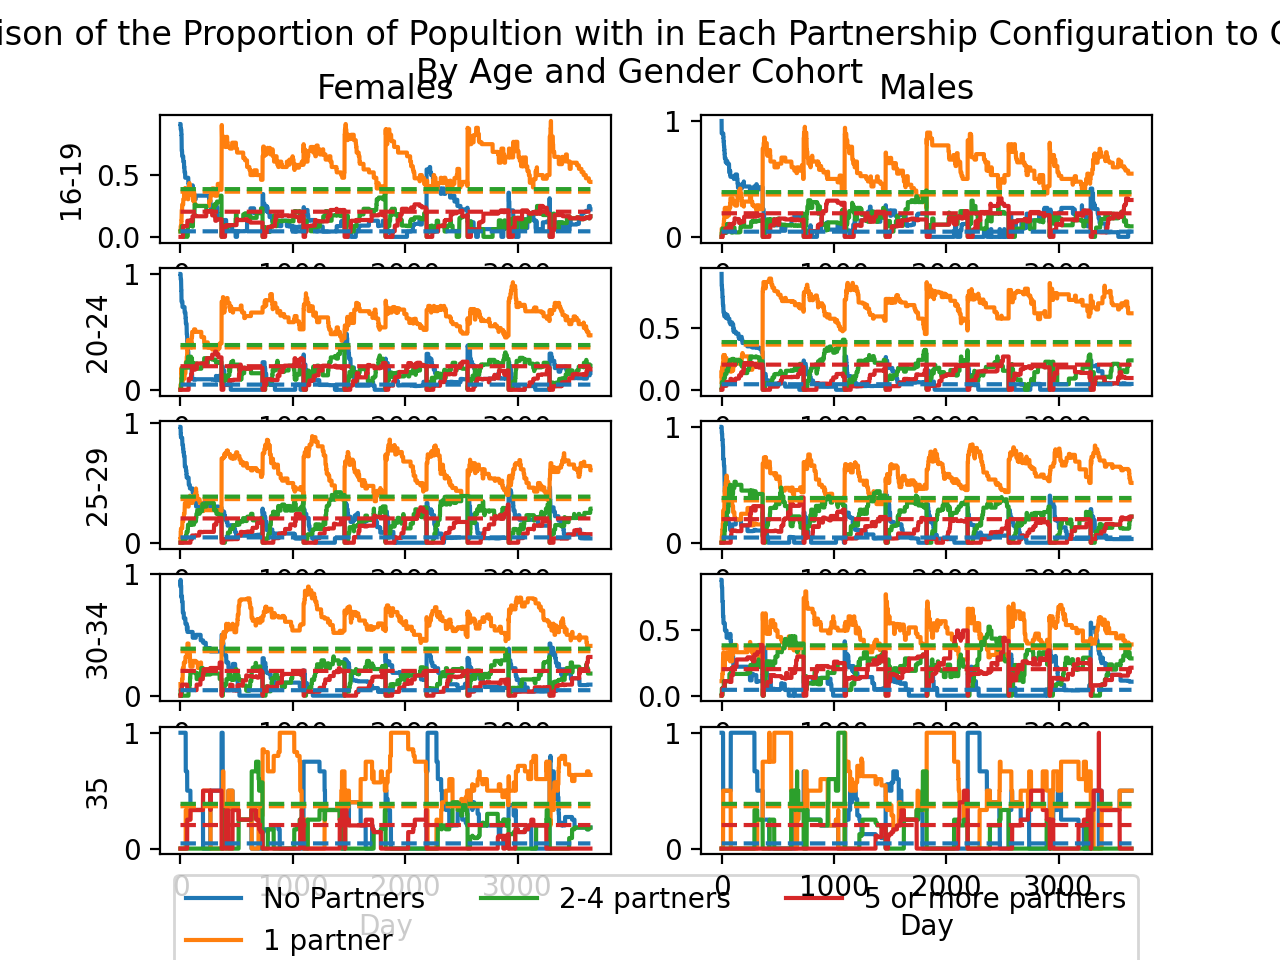 ison of the Proportion of Popultion with in Each Partnership Configuration to
By Age and Gender Cohort
Females Males
16-19 0.5 0.0 1 0
20-24 1 0 0.5 0.0
25-29 1 0 1 0
30-34 1 0 0.5 0.0
35 1 0 1 0
0 1000 2000 3000 0 1000 2000 3000
No Partners 2-4 partners 5 or more partners
Day Day
1 partner